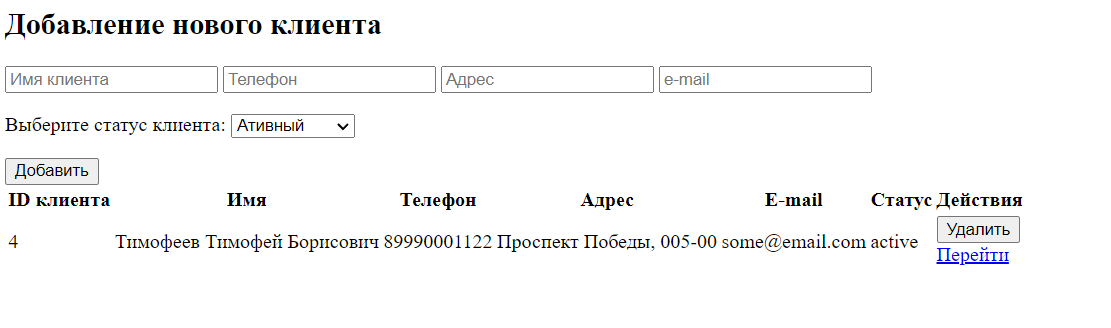 Добавление нового клиента
Имя клиента Телефон Адрес e-mail
Выберите статус клиента: Ативный
Добавить
ID клиента Имя Телефон Адрес E-mail Статус Действия
4 Тимофеев Тимофей Борисович 89990001122 Проспект Победы, 005-00 some@email.com active Удалить
Перейти